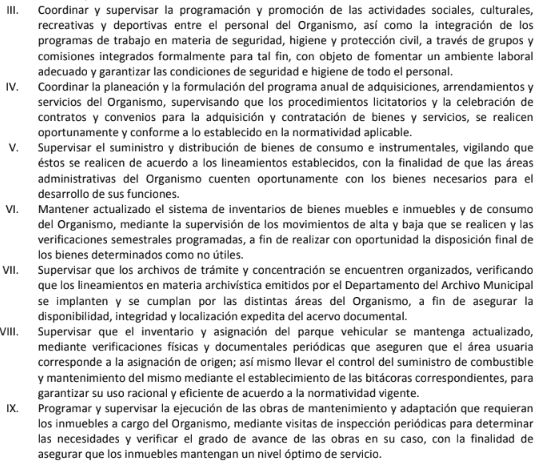 III. Coordinar y supervisar la programación y promoción de las actividades sociales, culturales,
recreativas y deportivas entre el personal del Organismo, así como la integración de los
programas de trabajo en materia de seguridad, higiene y protección civil, a través de grupos y
comisiones integrados formalmente para tal fin, con objeto de fomentar un ambiente laboral
adecuado y garantizar las condiciones de seguridad e higiene de todo el personal.
IV. Coordinar la planeación y la formulación del programa anual de adquisiciones, arrendamientos y
servicios del Organismo, supervisando que los procedimientos licitatorios y la celebración de
contratos y convenios para la adquisición y contratación de bienes y servicios, se realicen
oportunamente y conforme a lo establecido en la normatividad aplicable.
V. Supervisar el suministro y distribución de bienes de consumo e instrumentales, vigilando que
éstos se realicen de acuerdo a los lineamientos establecidos, con la finalidad de que las áreas
administrativas del Organismo cuenten oportunamente con los bienes necesarios para el
desarrollo de sus funciones.
VI. Mantener actualizado el sistema de inventarios de bienes muebles e inmuebles y de consumo
del Organismo, mediante la supervisión de los movimientos de alta y baja que se realicen y las
verificaciones semestrales programadas, a fin de realizar con oportunidad la disposición final de
los bienes determinados como no útiles.
VII. Supervisar que los archivos de trámite y concentración se encuentren organizados, verificando
que los lineamientos en materia archivística emitidos por el Departamento del Archivo Municipal
se implanten y se cumplan por las distintas áreas del Organismo, a fin de asegurar la
disponibilidad, integridad y localización expedita del acervo documental.
VIII. Supervisar que el inventario y asignación del parque vehicular se mantenga actualizado,
mediante verificaciones físicas y documentales periódicas que aseguren que el área usuaria
corresponde a la asignación de origen; así mismo llevar el control del suministro de combustible
y mantenimiento del mismo mediante el establecimiento de las bitácoras correspondientes, para
garantizar su uso racional y eficiente de acuerdo a la normatividad vigente.
IX. Programar y supervisar la ejecución de las obras de mantenimiento y adaptación que requieran
los inmuebles a cargo del Organismo, mediante visitas de inspección periódicas para determinar
las necesidades y verificar el grado de avance de las obras en su caso, con la finalidad de
asegurar que los inmuebles mantengan un nivel óptimo de servicio.